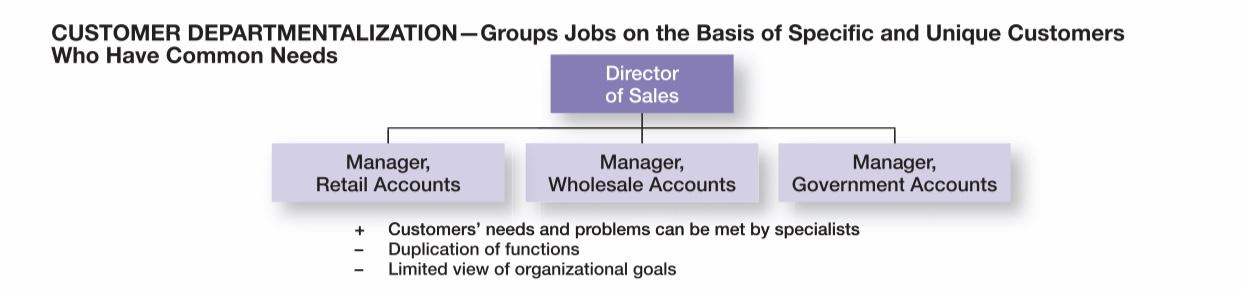 CUSTOMER DEPARTMENTALIZATION—Groups Jobs on the Basis of Specific and Unique Customers
Who Have Common Needs
Director
of Sales
Manager,
Retail Accounts
Manager,
Wholesale Accounts
Manager,
Government Accounts
+ Customers’ needs and problems can be met by specialists
– Duplication of functions
– Limited view of organizational goals